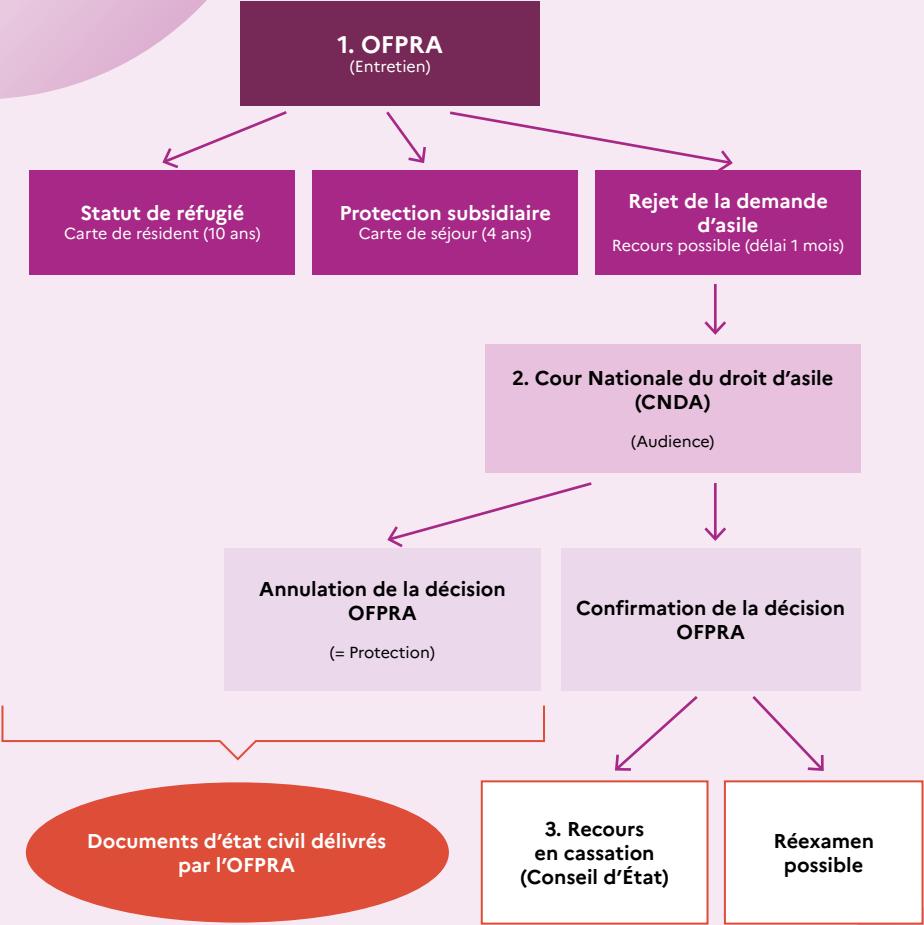 1. OFPRA
(Entretien)
Statut de réfugié
Carte de résident (10 ans)
Protection subsidiaire
Carte de séjour (4 ans)
Rejet de la demande
d'asile
Recours possible (délai 1 mois)
2. Cour Nationale du droit d'asile
(CNDA)
(Audience)
Annulation de la décision
OFPRA
(= Protection)
Confirmation de la décision
OFPRA
Documents d'état civil délivrés
par l'OFPRA
3. Recours
en cassation
(Conseil d'État)
Réexamen
possible